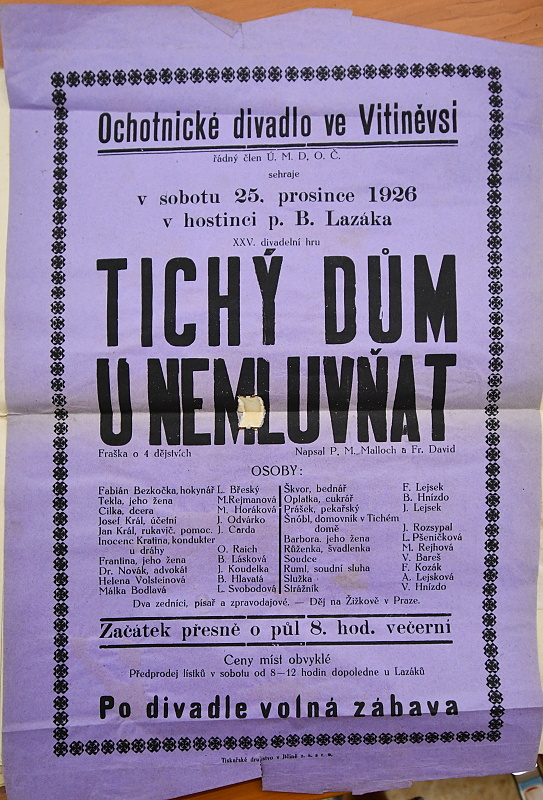 Ochotnické divadlo ve Vitiněvsi
řádný člen Ú. M. D. O. Č.
sehraje
v sobotu 25. prosince 1926
v hostinci p. B. Lazáka
XXV. divadelní hru
TICHÝ DŮM
U NEMLUVŇAT
Fraška o 4 dějstvích Napsal P. M. Malloch a Fr. David
OSOBY:
Fabián Bezkočka, hokynář L. Břeský
Tekla, jeho žena M. Rejmanová
Cilka, dcera M. Horáková
Josef Král, účetní J. Odvárko
Jan Král, rukavič. pomoc. J. Čarda
Inocenc Kratina, kondukter
u dráhy O. Raich
Frantina, jeho žena B. Lásková
Dr. Novák, advokát J. Koudelka
Helena Volsteinová B. Hlavatá
Málka Bodlavá L. Svobodová
Škvor, bednář F. Lejsek
Oplatka, cukrář B. Hnízdo
Prášek, pekařský J. Lejsek
Šnóbl, domovník v Tichém
domě J. Rozsypal
Barbora, jeho žena L. Pšeničková
Růženka, švadlenka M. Rejhová
Soudce V. Bareš
Ruml, soudní sluha F. Kozák
Služka A. Lejsková
Strážník V. Hnízdo
Dva zedníci, písař a zpravodajové. — Děj na Žižkově v Praze.
Začátek přesně o půl 8. hod. večerní
Ceny míst obvyklé
Předprodej lístků v sobotu od 8—12 hodin dopoledne u Lazáků
Po divadle volná zábava
Tiskařské družstvo v Jičíně